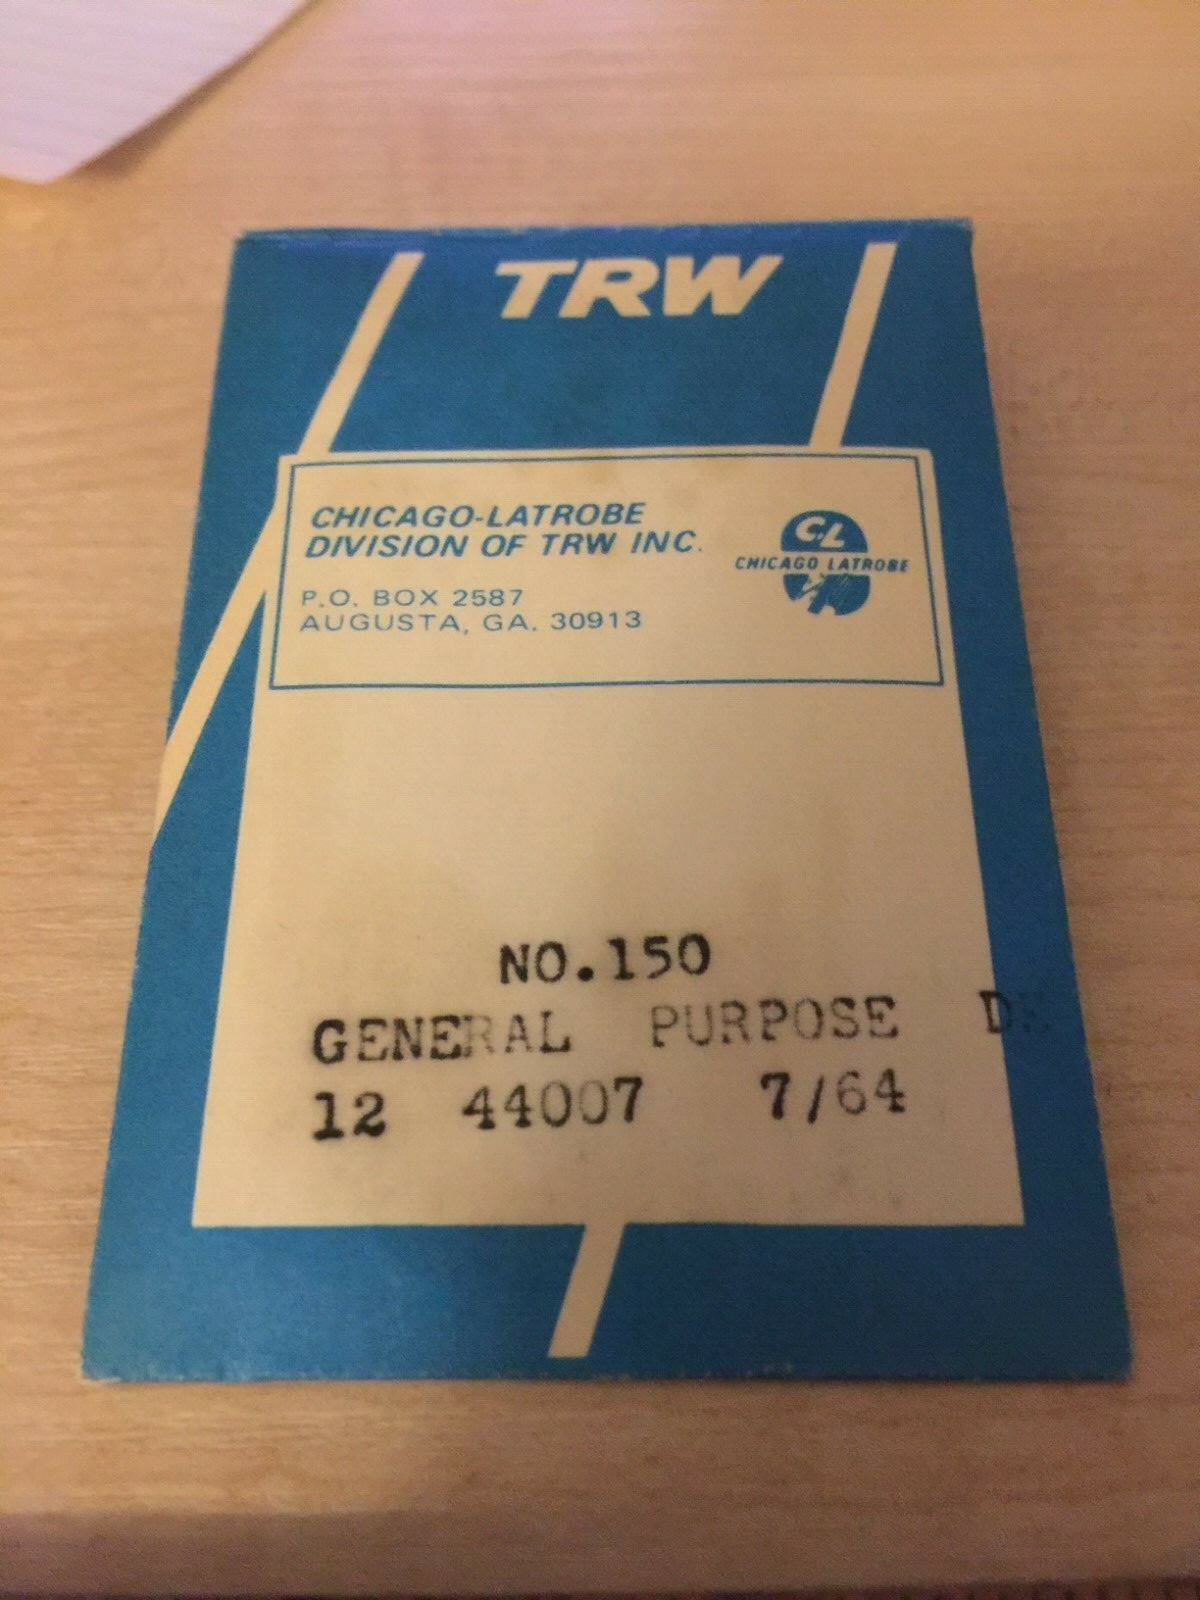 TRW
CHICAGO-LATROBE
DIVISION OF TRW INC.
P.O. BOX 2587
AUGUSTA, GA. 30913
C-L
CHICAGO LATROBE
NO.150
GENERAL PURPOSE
12 44007 7/64